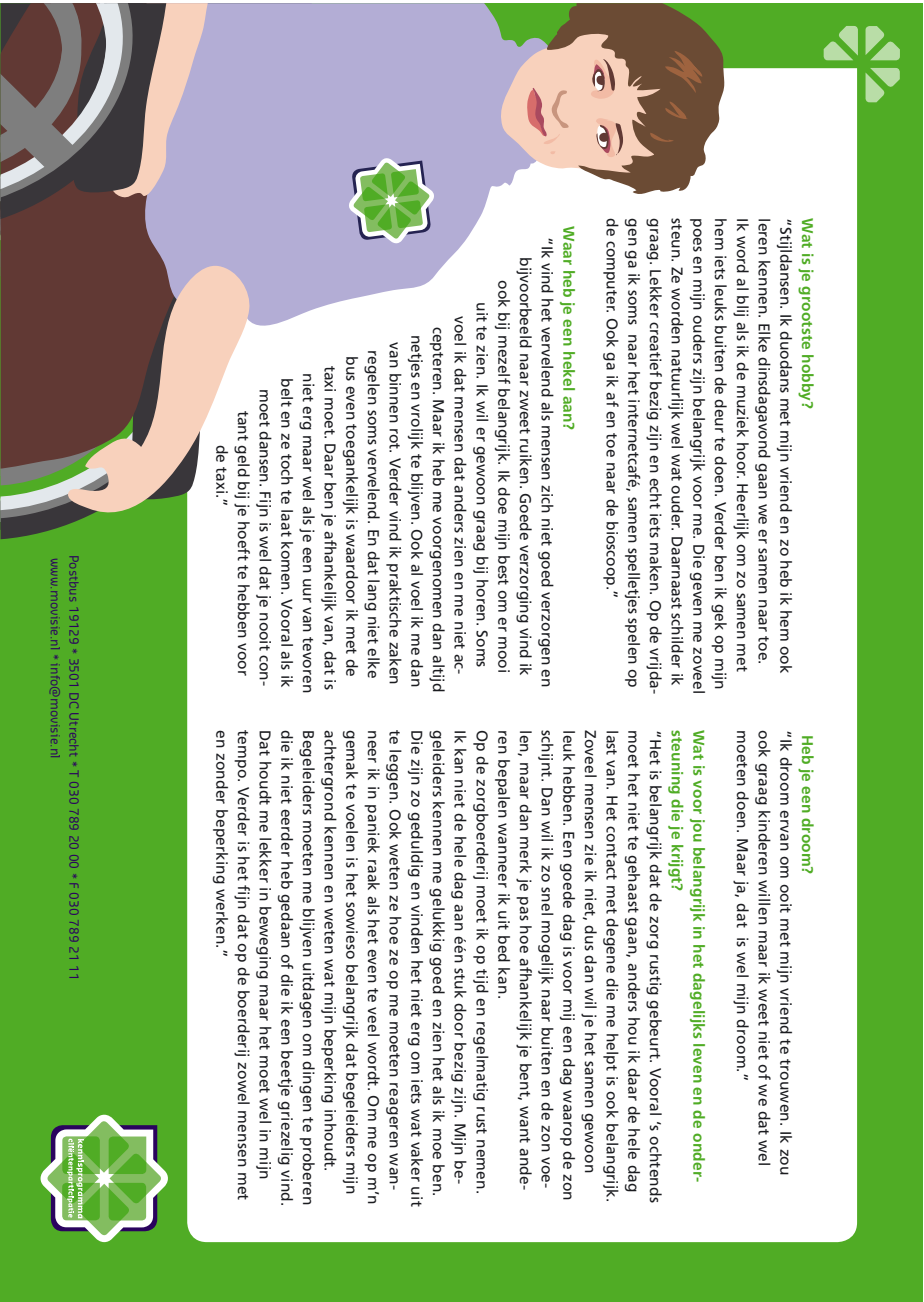 Wat is je grootste hobby?
“Stijldansen. Ik duodans met mijn vriend en zo heb ik hem ook
leren kennen. Elke dinsdagavond gaan we er samen naar toe.
Ik word al blij als ik de muziek hoor. Heerlijk om zo samen met
hem iets leuks buiten de deur te doen. Verder ben ik gek op mijn
poes en mijn ouders zijn belangrijk voor me. Die geven me zoveel
steun. Ze worden natuurlijk wel wat ouder. Daarnaast schilder ik
graag. Lekker creatief bezig zijn en echt iets maken. Op de vrijda-
gen ga ik soms naar het internetcafé, samen spelletjes spelen op
de computer. Ook ga ik af en toe naar de bioscoop.”
Waar heb je een hekel aan?
“Ik vind het vervelend als mensen zich niet goed verzorgen en
bijvoorbeeld naar zweet ruiken. Goede verzorging vind ik
ook bij mezelf belangrijk. Ik doe mijn best om er mooi
uit te zien. Ik wil er gewoon graag bij horen. Soms
voel ik dat mensen dat anders zien en me niet ac-
cepteren. Maar ik heb me voorgenomen dan altijd
netjes en vrolijk te blijven. Ook al voel ik me dan
van binnen rot. Verder vind ik praktische zaken
regelen soms vervelend. En dat lang niet elke
bus even toegankelijk is waardoor ik met de
taxi moet. Daar ben je afhankelijk van, dat is
niet erg maar wel als je een uur van tevoren
belt en ze toch te laat komen. Vooral als ik
moet dansen. Fijn is wel dat je nooit con-
tant geld bij je hoeft te hebben voor
de taxi.”
Heb je een droom?
“Ik droom ervan om ooit met mijn vriend te trouwen. Ik zou
ook graag kinderen willen maar ik weet niet of we dat wel
moeten doen. Maar ja, dat is wel mijn droom.”
Wat is voor jou belangrijk in het dagelijks leven en de onder-
steuning die je krijgt?
“Het is belangrijk dat de zorg rustig gebeurt. Vooral ’s ochtends
moet het niet te gehaast gaan, anders hou ik daar de hele dag
last van. Het contact met degene die me helpt is ook belangrijk.
Zoveel mensen zie ik niet, dus dan wil je het samen gewoon
leuk hebben. Een goede dag is voor mij een dag waarop de zon
schijnt. Dan wil ik zo snel mogelijk naar buiten en de zon voe-
len, maar dan merk je pas hoe afhankelijk je bent, want ande-
ren bepalen wanneer ik uit bed kan.
Op de zorgboerderij moet ik op tijd en regelmatig rust nemen.
Ik kan niet de hele dag aan één stuk door bezig zijn. Mijn be-
geleiders kennen me gelukkig goed en zien het als ik moe ben.
Die zijn zo geduldig en vinden het niet erg om iets wat vaker uit
te leggen. Ook weten ze hoe ze op me moeten reageren wan-
neer ik in paniek raak als het even te veel wordt. Om me op m’n
gemak te voelen is het sowieso belangrijk dat begeleiders mijn
achtergrond kennen en weten wat mijn beperking inhoudt.
Begeleiders moeten me blijven uitdagen om dingen te proberen
die ik niet eerder heb gedaan of die ik een beetje griezelig vind.
Dat houdt me lekker in beweging maar het moet wel in mijn
tempo. Verder is het fijn dat op de boerderij zowel mensen met
en zonder beperking werken.”
Postbus 19129 * 3501 DC Utrecht * T 030 789 20 00 * F 030 789 21 11
www.movisie.nl * info@movisie.nl
kennisprogramma
cliëntenparticipatie